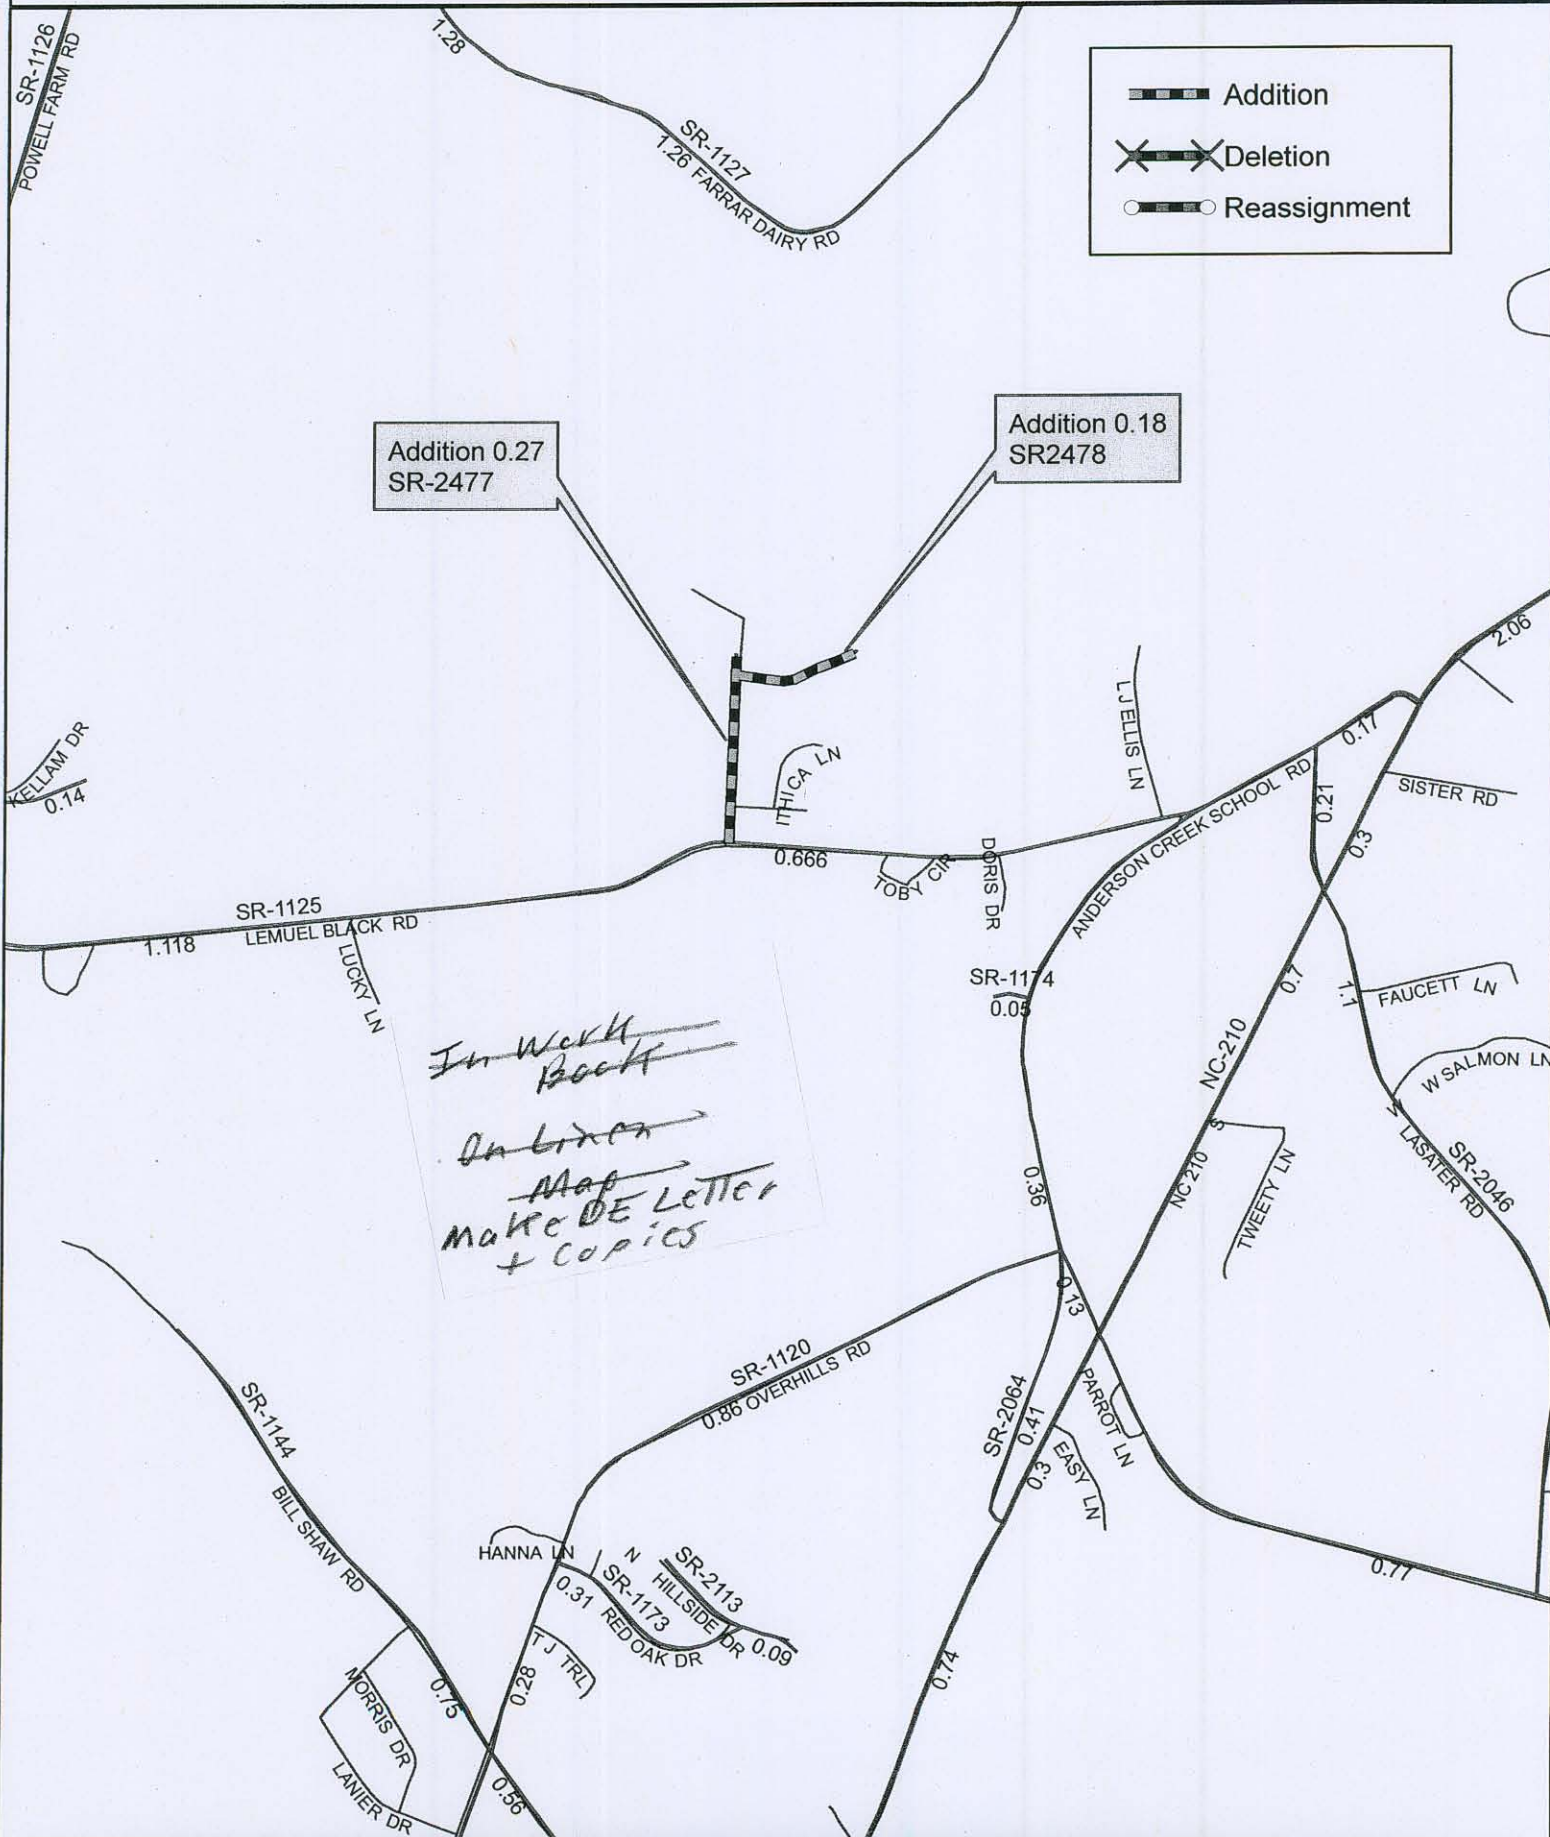 SR-1126
POWELL FARM RD
1.28
SR-1127
1.26 FARRAR DAIRY RD
Addition
Deletion
Reassignment
Addition 0.27
SR-2477
Addition 0.18
SR2478
2.06
KELLAM DR
0.14
L J ELLIS LN
ITHICA LN
0.17
0.21
SISTER RD
0.3
ANDERSON CREEK SCHOOL RD
0.666
TOBY CIR
DORIS DR
SR-1125
1.118
LEMUEL BLACK RD
LUCKY LN
SR-1174
0.05
0.7
1.1
FAUCETT LN
NC-210
W SALMON LN
In Work
Book
On Linen
Map
Make DE Letter
+ Copies
0.36
NC 210 S
TWEETY LN
W LASATER RD
SR-2046
0.13
SR-1120
0.86 OVERHILLS RD
SR-2064
0.41
0.3
PARROT LN
EASY LN
SR-1144
BILL SHAW RD
HANNA LN
0.31
SR-1173
RED OAK DR
N HILLSIDE DR
SR-2113
0.09
0.77
T J TRL
0.28
0.74
MORRIS DR
0.75
LANIER DR
0.56